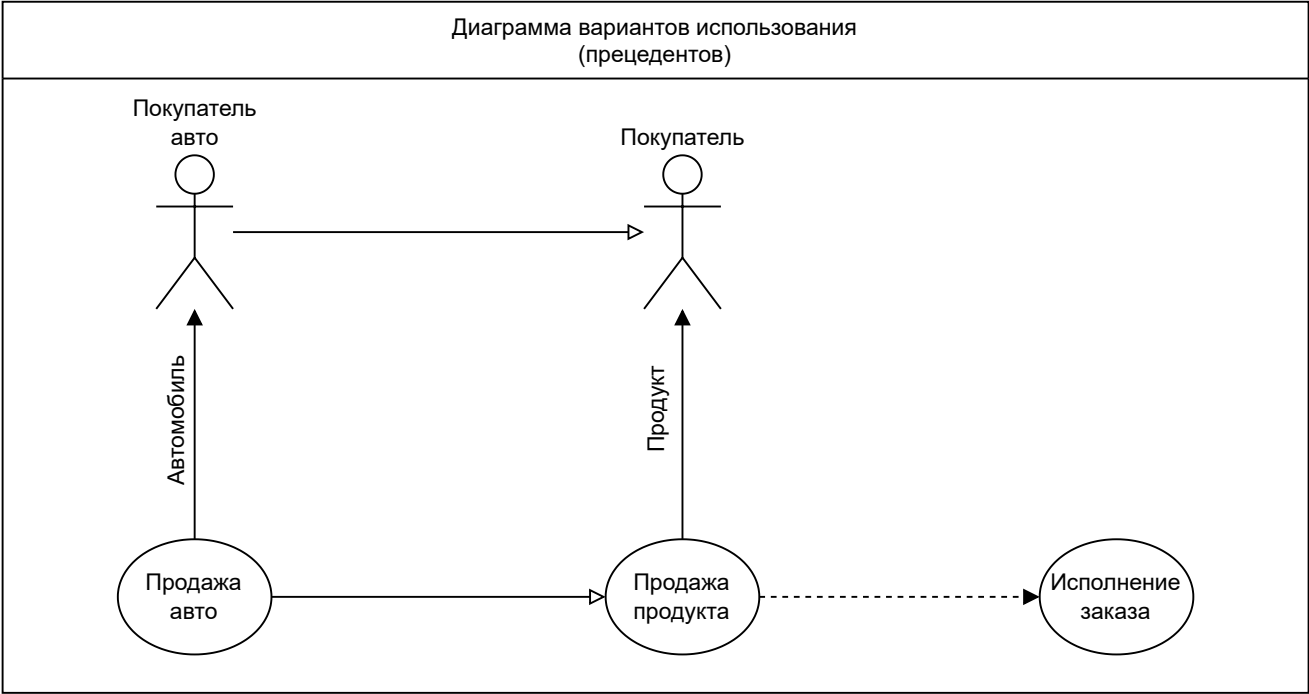 Диаграмма вариантов использования
(прецедентов)
Покупатель
авто
Покупатель
Автомобиль
Продукт
Продажа
авто
Продажа
продукта
Исполнение
заказа